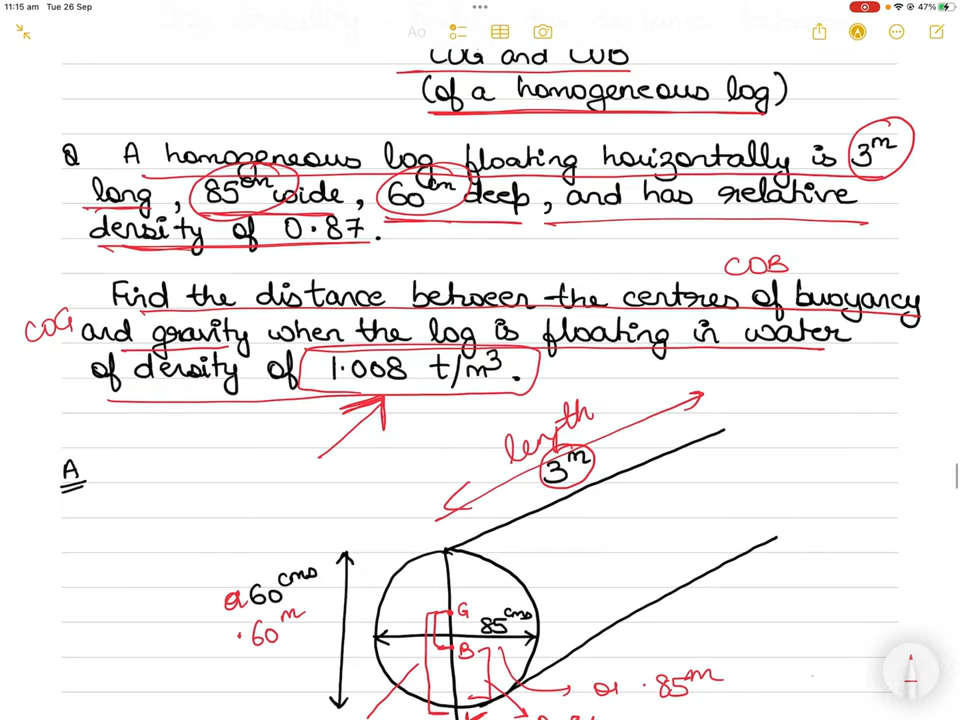 11:15 am Tue 26 Sep
47%
Aa
COG and COB
(of a homogeneous log)
Q A homogeneous log floating horizontally is 3m
long, 85cm wide, 60cm deep, and has relative
density of 0.87.
COB
Find the distance between the centres of buoyancy
COG and gravity when the log is floating in water
of density of 1.008 t/m³.
length
3m
A
60cms
.60m
G
85cms
B
or .85m